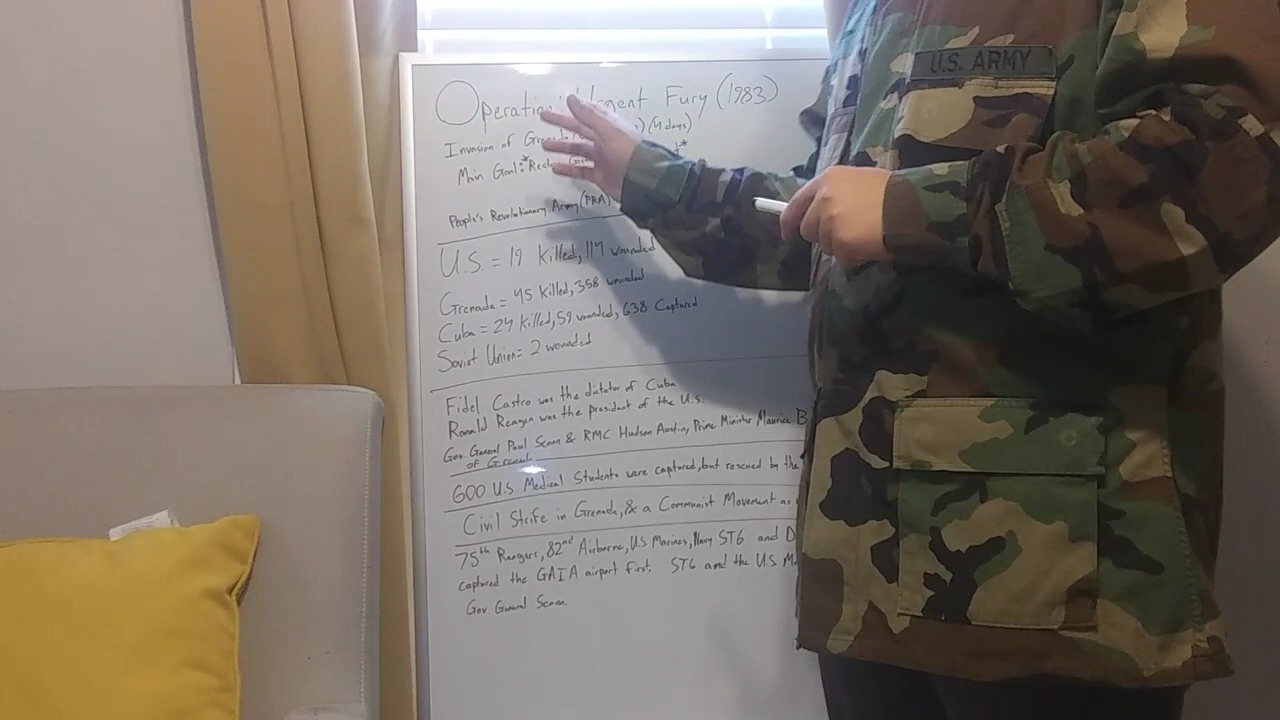 U.S. ARMY
Operation Urgent Fury (1983)
Invasion of (4 days)
Main Goal:*
People's Revolutionary Army (PRA)
U.S. = 19 Killed, 117 wounded
Grenada = 45 Killed, 358 wounded
Cuba = 24 Killed, 59 wounded, 638 Captured
Soviet Union = 2 wounded
Fidel Castro was the dictator of Cuba
Ronald Reagen was the president of the U.S.
Gov. General Paul Scoon & RMC Hudson Austin, Prime Minister Maurice B
of Grenada
600 U.S. Medical Students were captured, but rescued by the
Civil Strife in Grenada, & a Communist Movement as
75th Rangers, 82nd Airborne, U.S. Marines, Navy ST6 and D
captured the GAIA airport first. ST6 and the U.S. M
Gov. General Scoon.